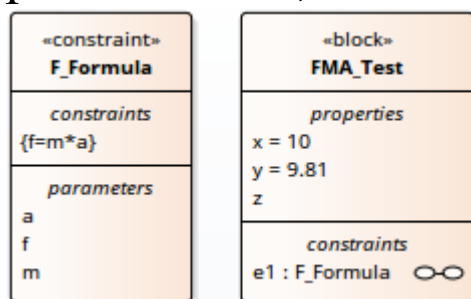 «constraint»
F_Formula
constraints
{f=m*a}
parameters
a
f
m
«block»
FMA_Test
properties
x = 10
y = 9.81
z
constraints
e1 : F_Formula